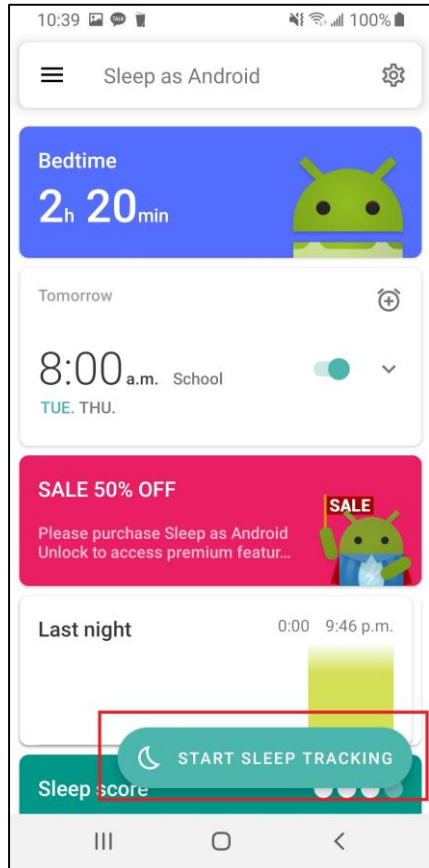 10:39 TALK 100%
Sleep as Android
Bedtime
2h 20min
Tomorrow
8:00 a.m. School
TUE. THU.
SALE 50% OFF
SALE
Please purchase Sleep as Android
Unlock to access premium featur...
Last night 0:00 9:46 p.m.
START SLEEP TRACKING
Sleep score